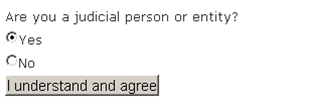 Are you a judicial person or entity?
Yes
No
I understand and agree